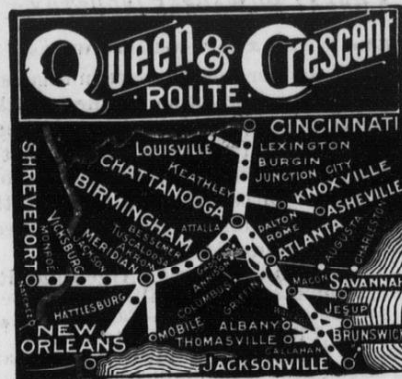 Queen & Crescent
· ROUTE ·
CINCINNATI
LOUISVILLE
LEXINGTON
BURGIN
JUNCTION CITY
KEATHLEY
KNOXVILLE
ASHEVILLE
CHATTANOOGA
BIRMINGHAM
BESSEMER
TUSCALOOSA
AKRON
MERIDIAN
JACKSON
VICKSBURG
MONROE
SHREVEPORT
ATTALLA
DALTON
ROME
ATLANTA
AUGUSTA
CHARLESTON
ANNISTON
COLUMBUS
GRIFFIN
MACON
SAVANNAH
JESUP
BRUNSWICK
HATTIESBURG
NEW
ORLEANS
MOBILE
ALBANY
THOMASVILLE
CALLAHAN
JACKSONVILLE